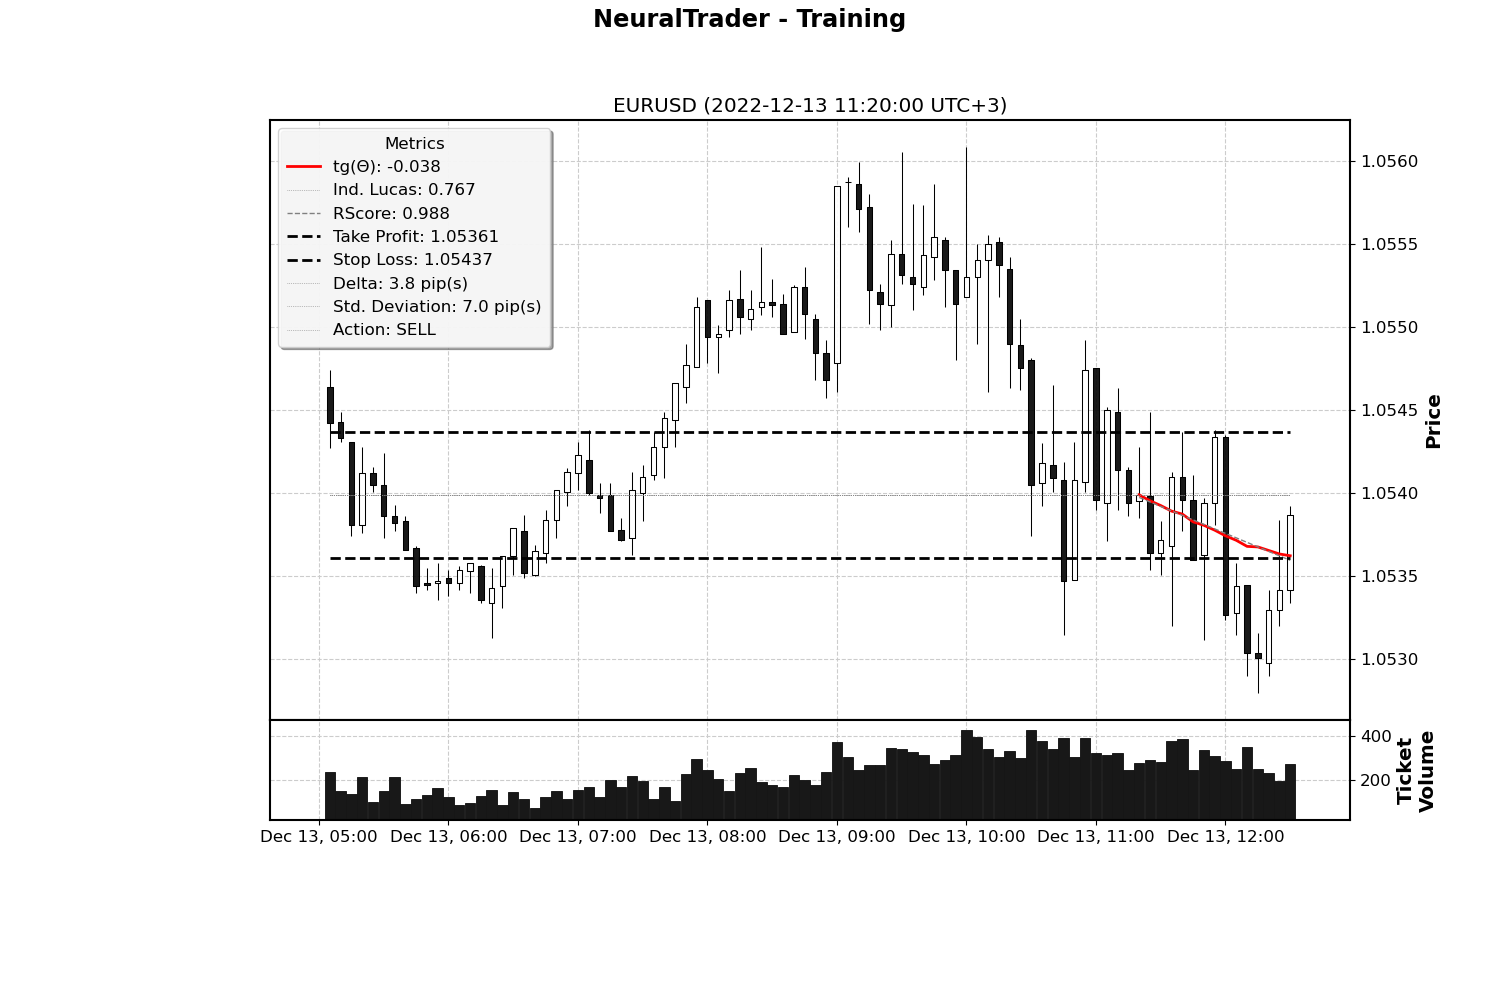 NeuralTrader - Training
EURUSD (2022-12-13 11:20:00 UTC+3)
Metrics
tg(Θ): -0.038
Ind. Lucas: 0.767
RScore: 0.988
Take Profit: 1.05361
Stop Loss: 1.05437
Delta: 3.8 pip(s)
Std. Deviation: 7.0 pip(s)
Action: SELL
1.0560
1.0555
1.0550
1.0545
1.0540
1.0535
1.0530
Price
400
200
Ticket
Volume
Dec 13, 05:00 Dec 13, 06:00 Dec 13, 07:00 Dec 13, 08:00 Dec 13, 09:00 Dec 13, 10:00 Dec 13, 11:00 Dec 13, 12:00